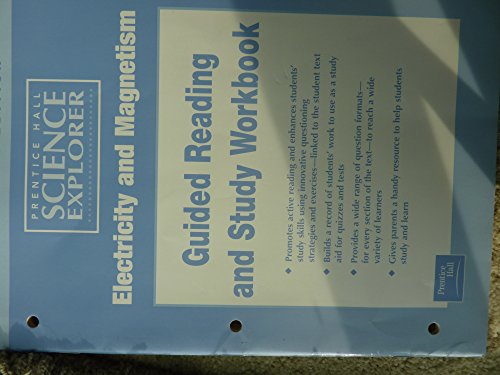 PRENTICE HALL
SCIENCE
EXPLORER
Electricity and Magnetism
Guided Reading
and Study Workbook
• Promotes active reading and enhances students'
study skills using innovative questioning
strategies and exercises—linked to the student text
• Builds a record of students' work to use as a study
aid for quizzes and tests
• Provides a wide range of question formats—
for every section of the text—to reach a wide
variety of learners
• Gives parents a handy resource to help students
study and learn
Prentice
Hall